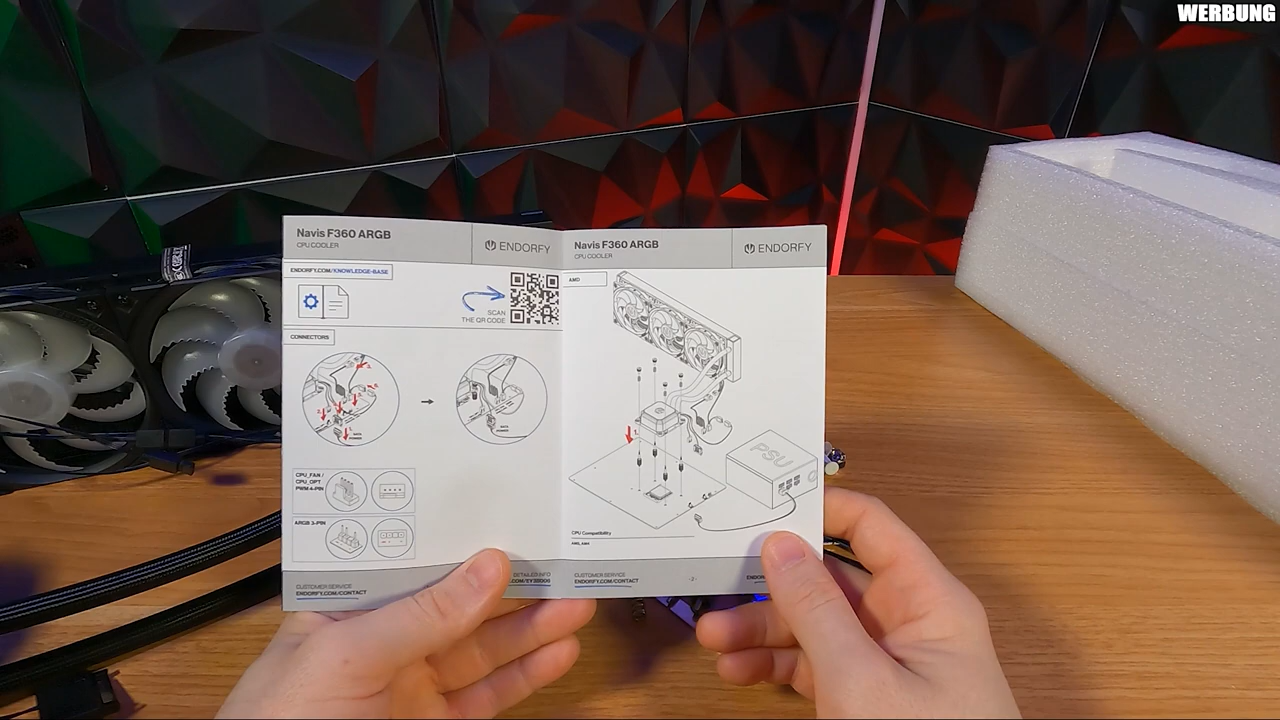 WERBUNG
Navis F360 ARGB
CPU COOLER
ENDORFY
ENDORFY.COM/KNOWLEDGE-BASE
SCAN
THE QR CODE
CONNECTORS
CPU_FAN /
CPU_OPT
PWM 4-PIN
ARGB 3-PIN
CUSTOMER SERVICE
ENDORFY.COM/CONTACT
DETAILED INFO
Navis F360 ARGB
CPU COOLER
ENDORFY
AMD
PSU
CPU Compatibility
CUSTOMER SERVICE
ENDORFY.COM/CONTACT